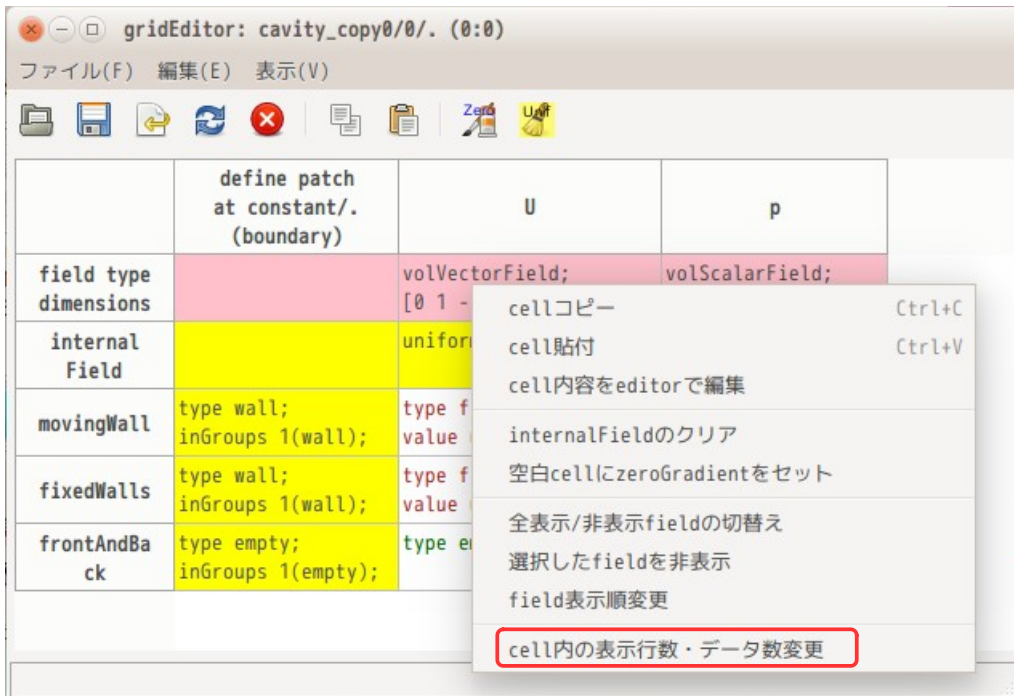 gridEditor: cavity_copy0/0/. (0:0)
ファイル(F) 編集(E) 表示(V)
Zero Unif
define patch
at constant/.
(boundary)
U
p
field type
dimensions
volVectorField;
[0 1 -
volScalarField;
internal
Field
unifor
movingWall
type wall;
inGroups 1(wall);
type f
value
fixedWalls
type wall;
inGroups 1(wall);
type f
value
frontAndBa
ck
type empty;
inGroups 1(empty);
type e
cellコピー Ctrl+C
cell貼付 Ctrl+V
cell内容をeditorで編集
internalFieldのクリア
空白cellにzeroGradientをセット
全表示/非表示fieldの切替え
選択したfieldを非表示
field表示順変更
cell内の表示行数・データ数変更